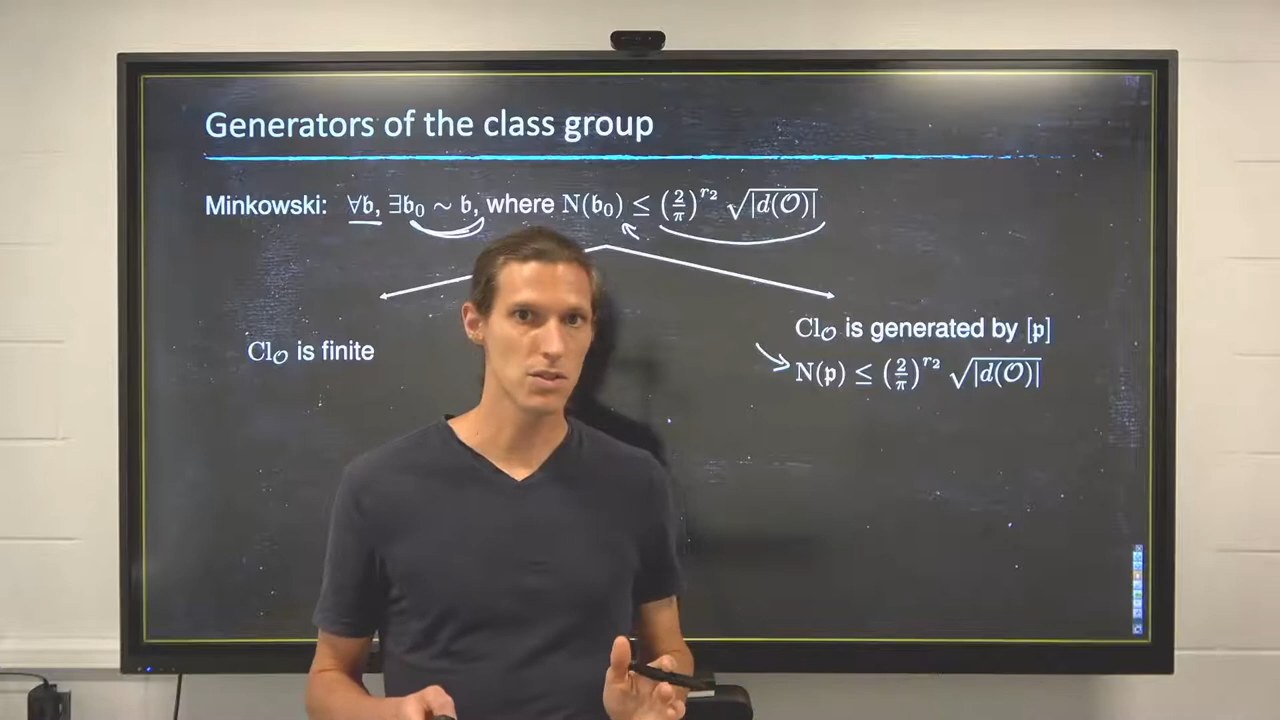 Generators of the class group
Minkowski: ∀𝔟, ∃𝔟₀ ∼ 𝔟, where N(𝔟₀) ≤ (2/π)^r₂ √|d(𝒪)|
Cl_𝒪 is finite
Cl_𝒪 is generated by [𝔭]
N(𝔭) ≤ (2/π)^r₂ √|d(𝒪)|